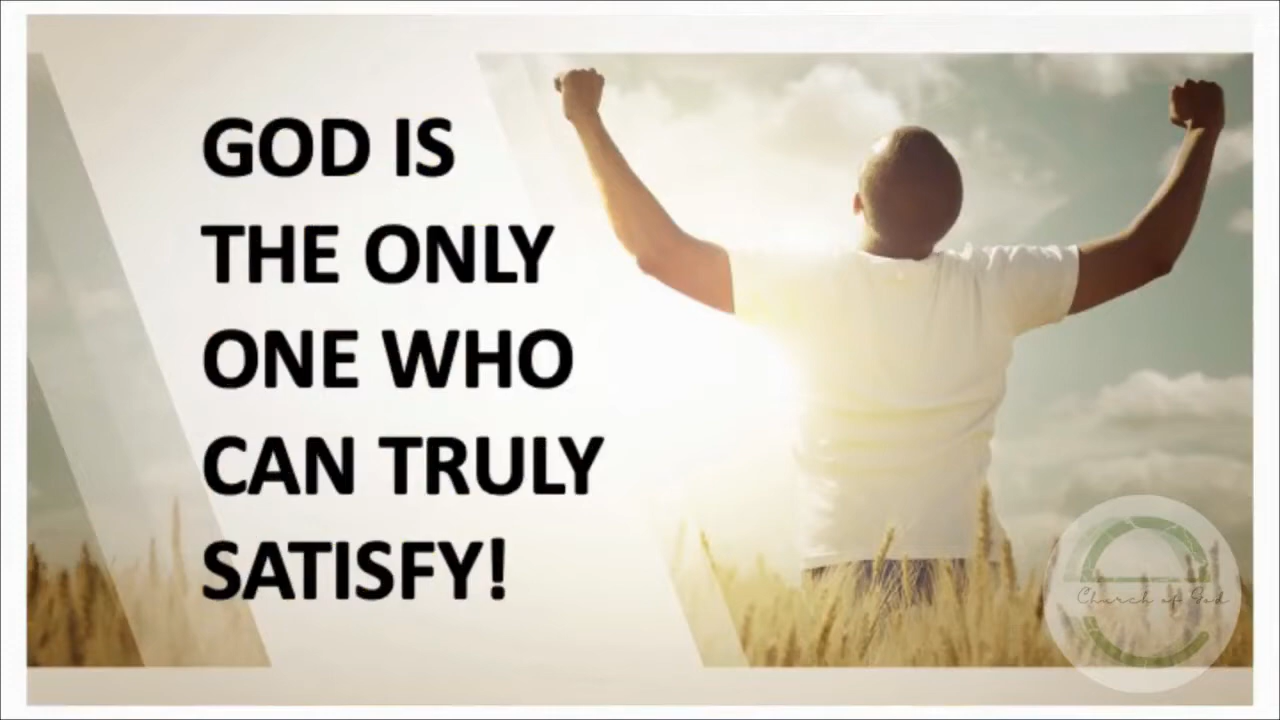 GOD IS
THE ONLY
ONE WHO
CAN TRULY
SATISFY!
Church of God